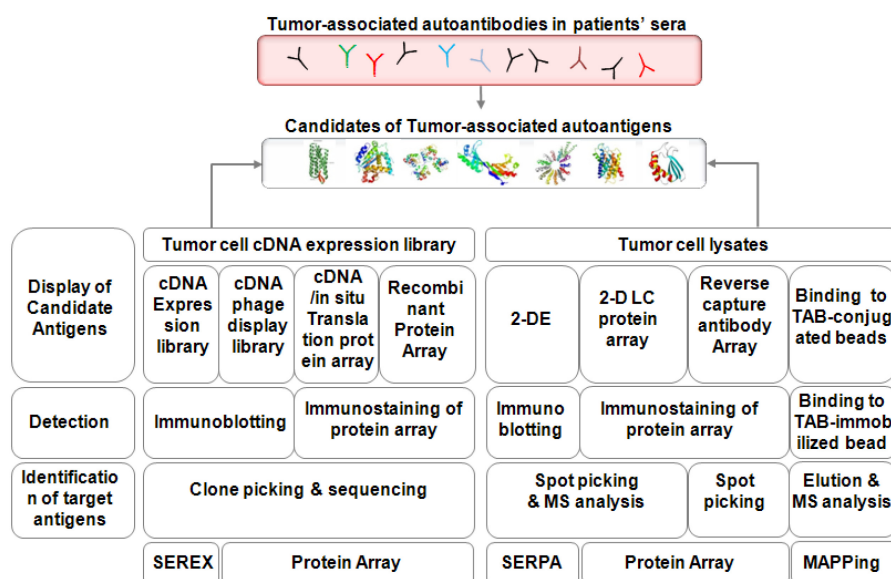 Tumor-associated autoantibodies in patients' sera
Candidates of Tumor-associated autoantigens
Tumor cell cDNA expression library
Tumor cell lysates
Display of
Candidate
Antigens
cDNA
Expres
sion
library
cDNA
phage
display
library
cDNA
/in situ
Transla
tion prot
ein array
Recombi
nant
Protein
Array
2-DE
2-D LC
protein
array
Reverse
capture
antibody
Array
Binding to
TAB-conjug
ated beads
Detection
Immunoblotting
Immunostaining of
protein array
Immuno
blotting
Immunostaining of
protein array
Binding to
TAB-immob
ilized bead
Identificatio
n of target
antigens
Clone picking & sequencing
Spot picking
& MS analysis
Spot
picking
Elution &
MS analysis
SEREX
Protein Array
SERPA
Protein Array
MAPPing